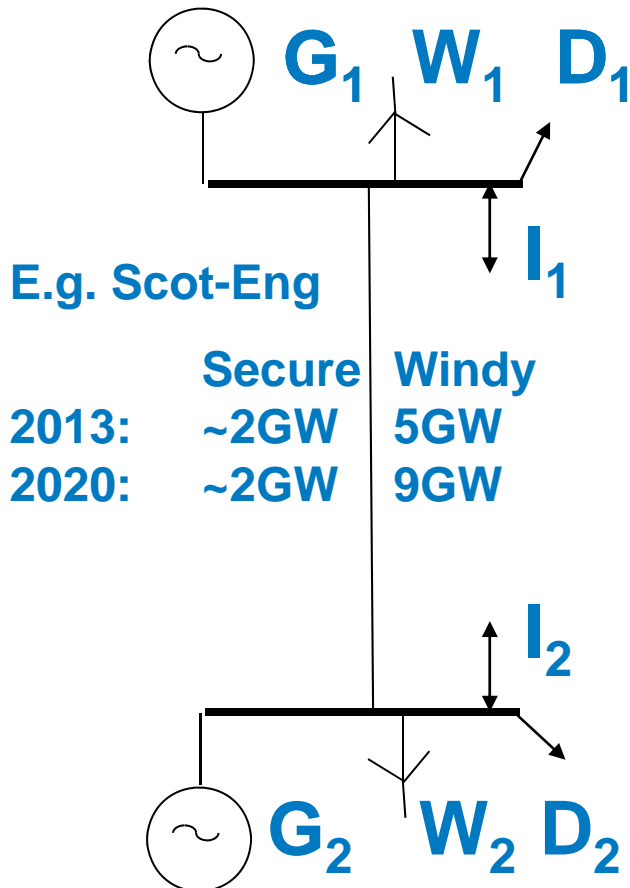 G₁ W₁ D₁
I₁
E.g. Scot-Eng
Secure Windy
2013: ~2GW 5GW
2020: ~2GW 9GW
I₂
G₂ W₂ D₂